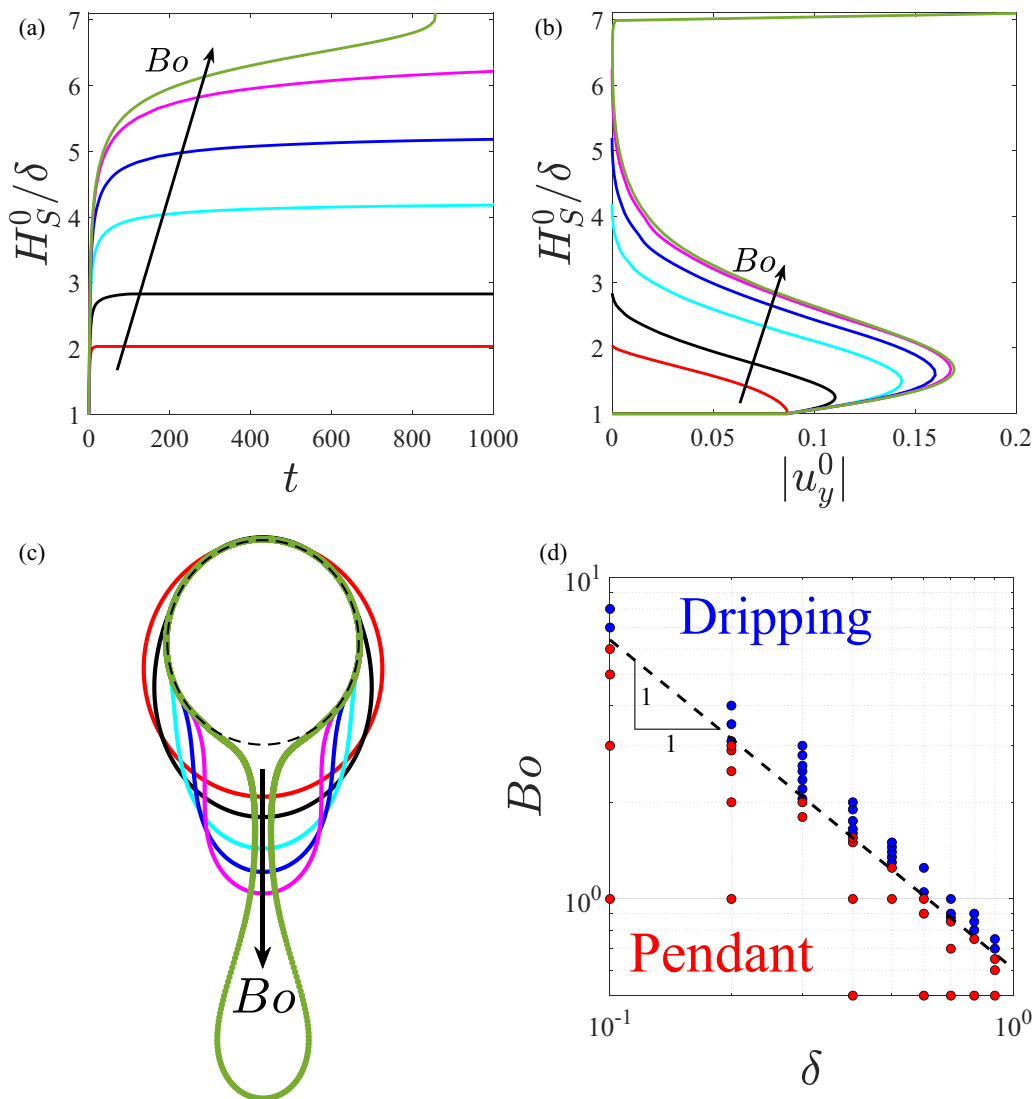 (a)
7
6
5
4
3
2
1
H_S^0/δ
Bo
0 200 400 600 800 1000
t
(b)
7
6
5
4
3
2
1
H_S^0/δ
Bo
0 0.05 0.1 0.15 0.2
|u_y^0|
(c)
Bo
(d)
10^1
10^0
Bo
Dripping
1
1
Pendant
10^-1 10^0
δ